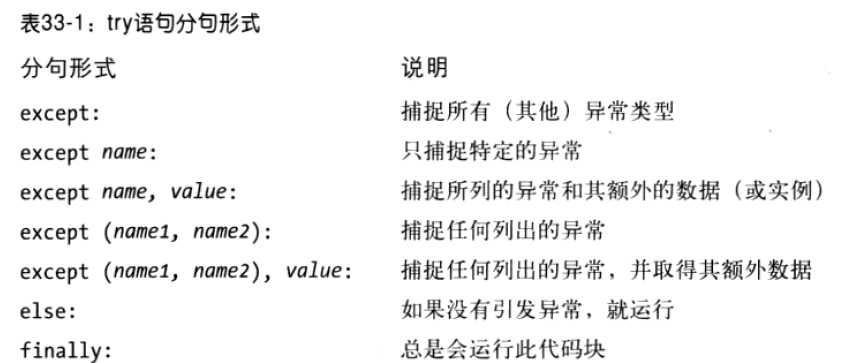 表33-1：try语句分句形式
分句形式 说明
except: 捕捉所有（其他）异常类型
except name: 只捕捉特定的异常
except name, value: 捕捉所列的异常和其额外的数据（或实例）
except (name1, name2): 捕捉任何列出的异常
except (name1, name2), value: 捕捉任何列出的异常，并取得其额外数据
else: 如果没有引发异常，就运行
finally: 总是会运行此代码块